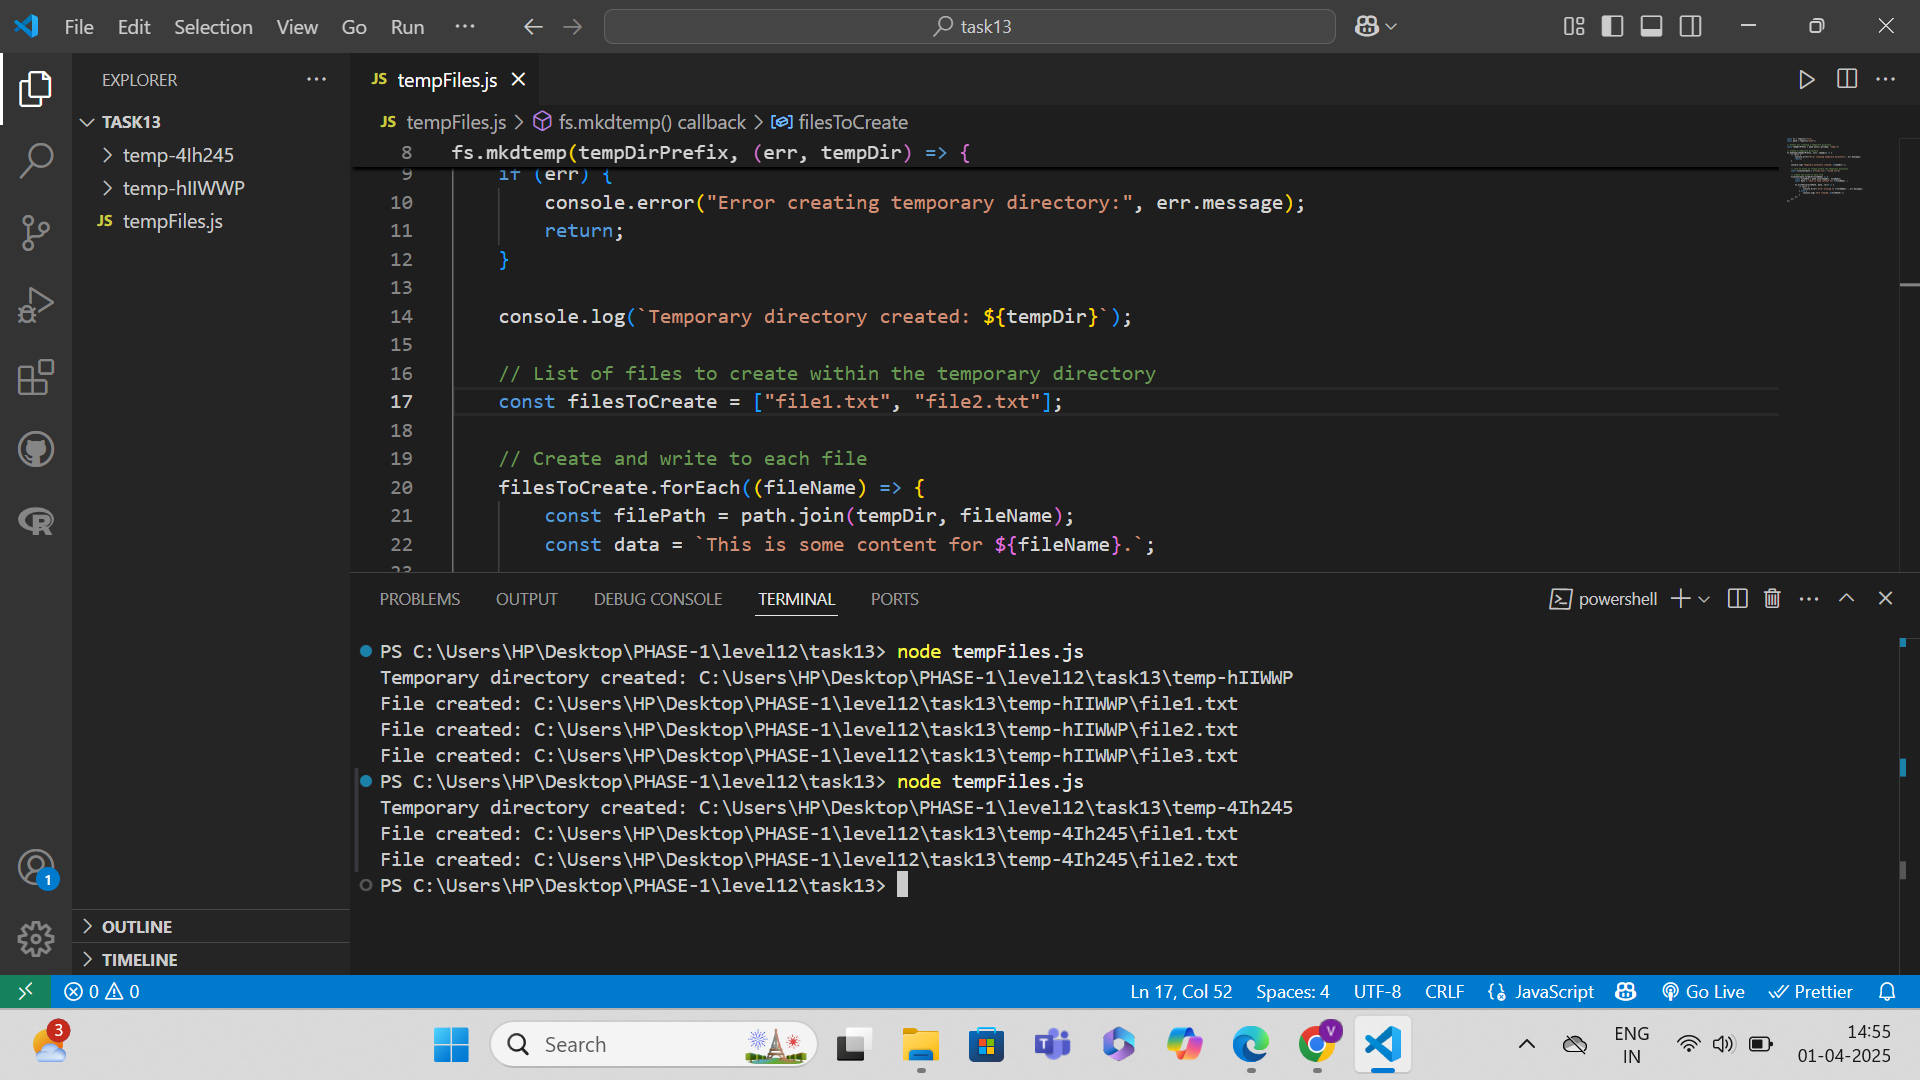 File Edit Selection View Go Run ...
task13
EXPLORER ...
TASK13
temp-4Ih245
temp-hIIWWP
JS tempFiles.js
JS tempFiles.js
JS tempFiles.js > fs.mkdtemp() callback > filesToCreate
8 fs.mkdtemp(tempDirPrefix, (err, tempDir) => {
9 if (err) {
10 console.error("Error creating temporary directory:", err.message);
11 return;
12 }
13
14 console.log(`Temporary directory created: ${tempDir}`);
15
16 // List of files to create within the temporary directory
17 const filesToCreate = ["file1.txt", "file2.txt"];
18
19 // Create and write to each file
20 filesToCreate.forEach((fileName) => {
21 const filePath = path.join(tempDir, fileName);
22 const data = `This is some content for ${fileName}.`;
23
PROBLEMS OUTPUT DEBUG CONSOLE TERMINAL PORTS
powershell
PS C:\Users\HP\Desktop\PHASE-1\level12\task13> node tempFiles.js
Temporary directory created: C:\Users\HP\Desktop\PHASE-1\level12\task13\temp-hIIWWP
File created: C:\Users\HP\Desktop\PHASE-1\level12\task13\temp-hIIWWP\file1.txt
File created: C:\Users\HP\Desktop\PHASE-1\level12\task13\temp-hIIWWP\file2.txt
File created: C:\Users\HP\Desktop\PHASE-1\level12\task13\temp-hIIWWP\file3.txt
PS C:\Users\HP\Desktop\PHASE-1\level12\task13> node tempFiles.js
Temporary directory created: C:\Users\HP\Desktop\PHASE-1\level12\task13\temp-4Ih245
File created: C:\Users\HP\Desktop\PHASE-1\level12\task13\temp-4Ih245\file1.txt
File created: C:\Users\HP\Desktop\PHASE-1\level12\task13\temp-4Ih245\file2.txt
PS C:\Users\HP\Desktop\PHASE-1\level12\task13>
1
OUTLINE
TIMELINE
0 0
Ln 17, Col 52 Spaces: 4 UTF-8 CRLF JavaScript Go Live Prettier
3
Search
V
ENG
IN
14:55
01-04-2025